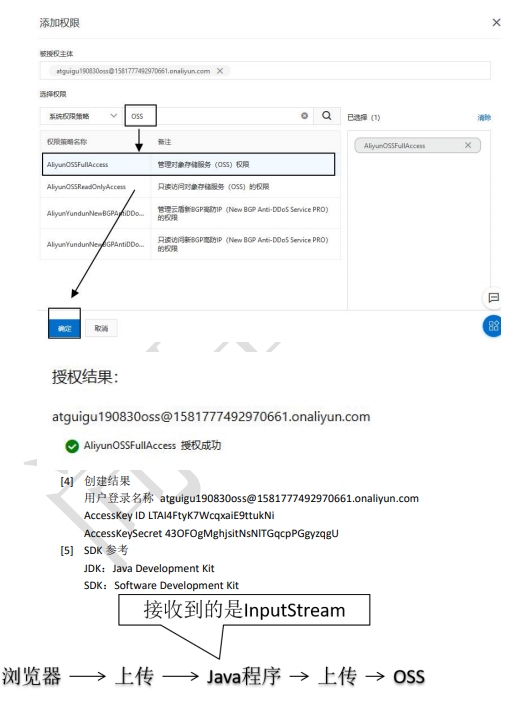 添加权限
被授权主体
atguigu190830oss@1581777492970661.onaliyun.com
选择权限
系统权限策略 OSS
已选择 (1) 清除
权限策略名称 备注
AliyunOSSFullAccess
AliyunOSSFullAccess 管理对象存储服务（OSS）权限
AliyunOSSReadOnlyAccess 只读访问对象存储服务（OSS）的权限
AliyunYundunNewBGPAntiDDo... 管理云盾新BGP高防IP（New BGP Anti-DDoS Service PRO）
的权限
AliyunYundunNewBGPAntiDDo... 只读访问新BGP高防IP（New BGP Anti-DDoS Service PRO）
的权限
确定 取消
授权结果：
atguigu190830oss@1581777492970661.onaliyun.com
AliyunOSSFullAccess 授权成功
[4] 创建结果
用户登录名称 atguigu190830oss@1581777492970661.onaliyun.com
AccessKey ID LTAI4FtyK7WcqxaiE9ttukNi
AccessKeySecret 43OFOgMghjsitNsNlTGqcpPGgyzqgU
[5] SDK 参考
JDK：Java Development Kit
SDK：Software Development Kit
接收到的是InputStream
浏览器 → 上传 → Java程序 → 上传 → OSS